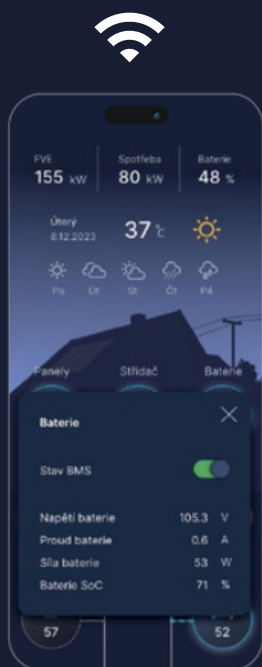 FVE Spotřeba Baterie
155 kW 80 kW 48 %
Úterý
8.12.2023
37 °C
Po Út St Čt Pá
Panely Střídač Baterie
Baterie
Stav BMS
Napětí baterie 105.3 V
Proud baterie 0.6 A
Síla baterie 53 W
Baterie SoC 71 %
57 52